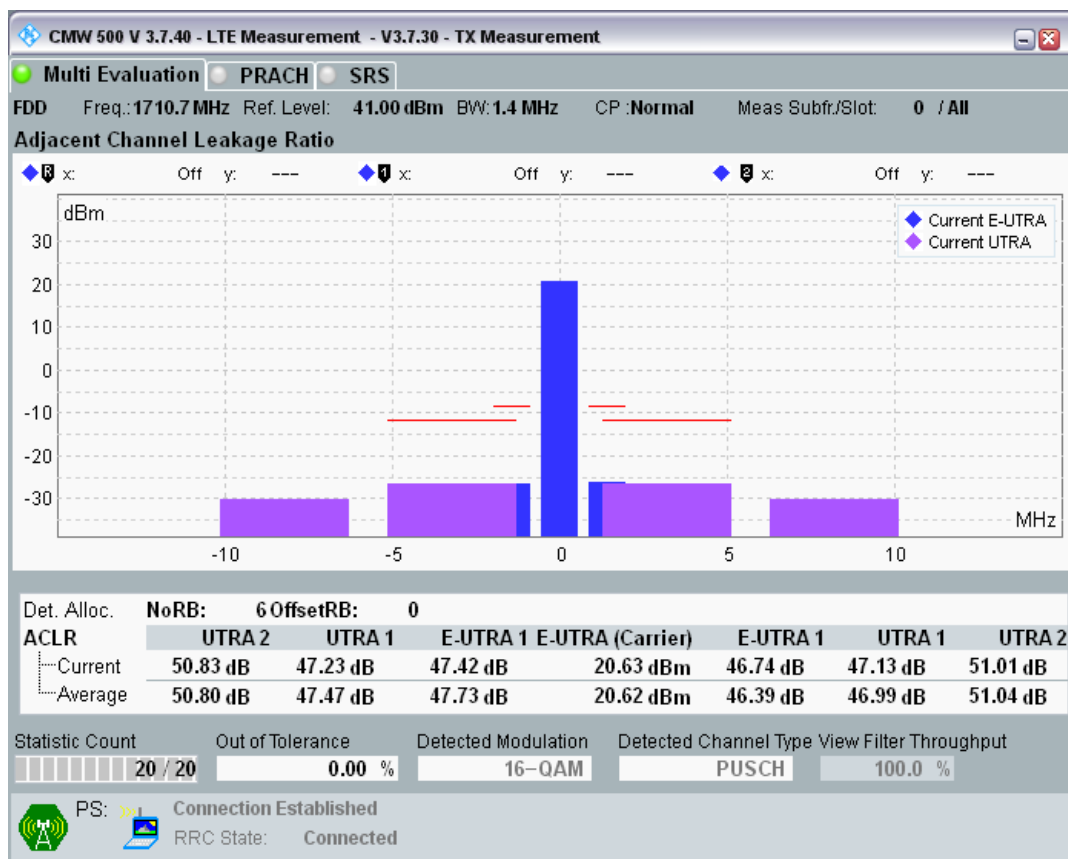 CMW 500 V 3.7.40 - LTE Measurement - V3.7.30 - TX Measurement
Multi Evaluation PRACH SRS
FDD Freq.: 1710.7 MHz Ref. Level: 41.00 dBm BW: 1.4 MHz CP :Normal Meas Subfr./Slot: 0 / All
Adjacent Channel Leakage Ratio
R x: Off y: --- 1 x: Off y: --- 2 x: Off y: ---
dBm
Current E-UTRA
Current UTRA
30
20
10
0
-10
-20
-30
MHz
-10 -5 0 5 10
Det. Alloc. NoRB: 6 OffsetRB: 0
ACLR UTRA 2 UTRA 1 E-UTRA 1 E-UTRA (Carrier) E-UTRA 1 UTRA 1 UTRA 2
Current 50.83 dB 47.23 dB 47.42 dB 20.63 dBm 46.74 dB 47.13 dB 51.01 dB
Average 50.80 dB 47.47 dB 47.73 dB 20.62 dBm 46.39 dB 46.99 dB 51.04 dB
Statistic Count Out of Tolerance Detected Modulation Detected Channel Type View Filter Throughput
20 / 20 0.00 % 16-QAM PUSCH 100.0 %
PS: Connection Established
RRC State: Connected